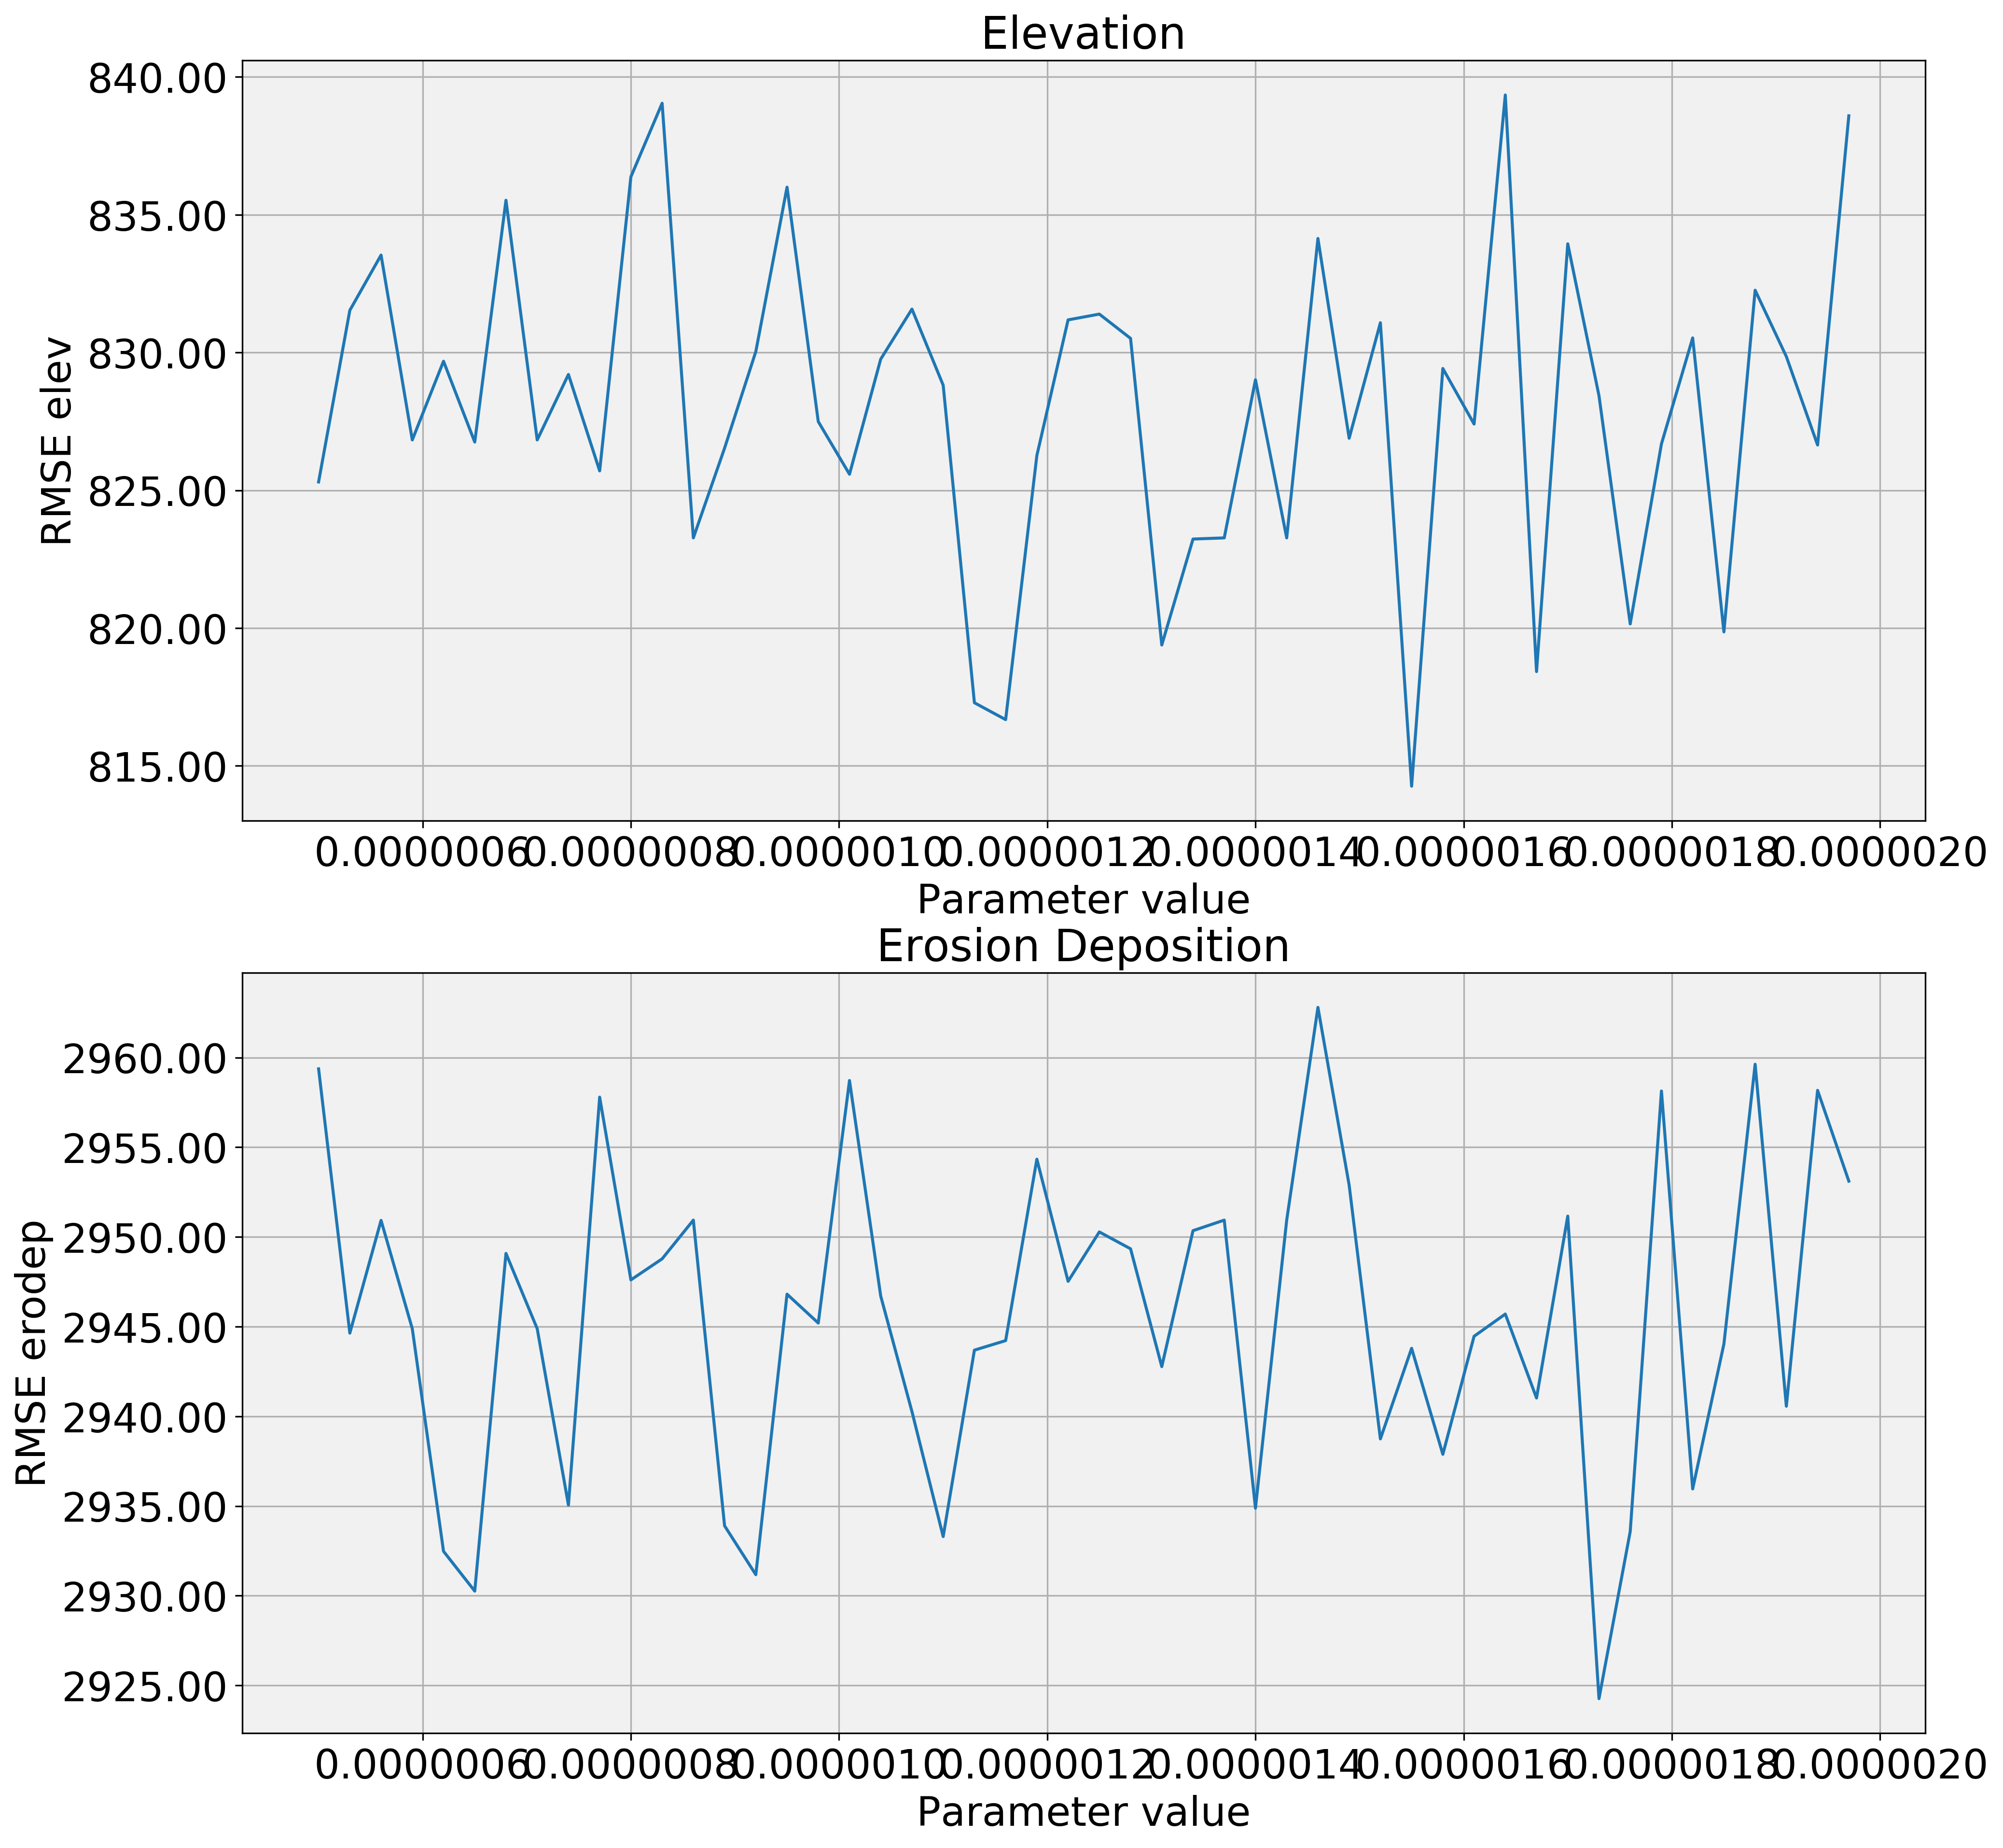 Elevation
840.00
835.00
830.00
825.00
820.00
815.00
RMSE elev
0.0000006 0.0000008 0.0000010 0.0000012 0.0000014 0.0000016 0.0000018 0.0000020
Parameter value
Erosion Deposition
2960.00
2955.00
2950.00
2945.00
2940.00
2935.00
2930.00
2925.00
RMSE erodep
0.0000006 0.0000008 0.0000010 0.0000012 0.0000014 0.0000016 0.0000018 0.0000020
Parameter value